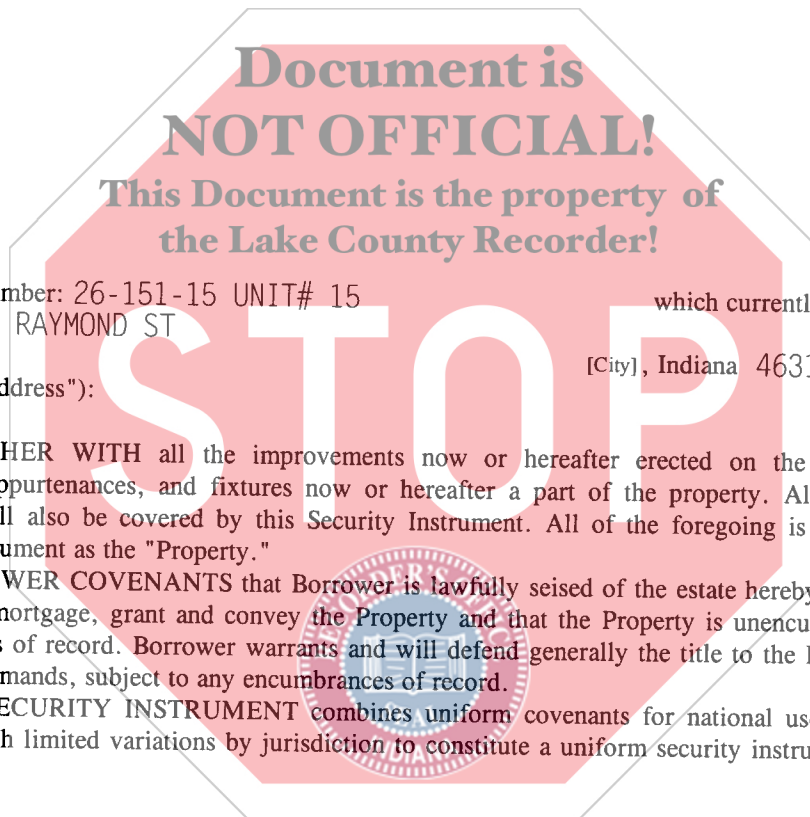 Document is
NOT OFFICIAL!
This Document is the property of
the Lake County Recorder!
mber: 26-151-15 UNIT# 15 which currentl
RAYMOND ST
[City], Indiana 4631
ddress"):
STOP
HER WITH all the improvements now or hereafter erected on the
ppurtenances, and fixtures now or hereafter a part of the property. Al
ll also be covered by this Security Instrument. All of the foregoing is
ument as the "Property."
WER COVENANTS that Borrower is lawfully seised of the estate hereby
mortgage, grant and convey the Property and that the Property is unencu
s of record. Borrower warrants and will defend generally the title to the
mands, subject to any encumbrances of record.
ECURITY INSTRUMENT combines uniform covenants for national us
h limited variations by jurisdiction to constitute a uniform security instru
SEAL